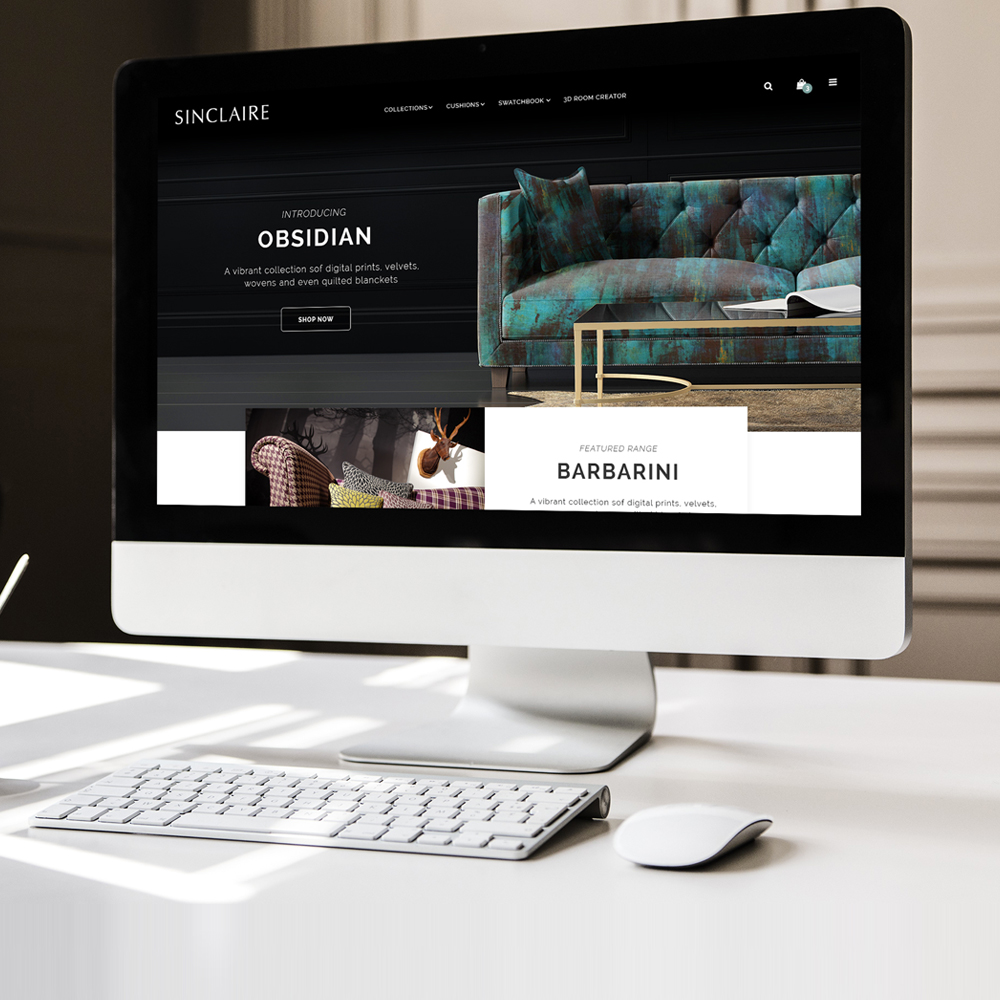 SINCLAIRE
COLLECTIONS
CUSHIONS
SWATCHBOOK
3D ROOM CREATOR
3
INTRODUCING
OBSIDIAN
A vibrant collection sof digital prints, velvets,
wovens and even quilted blanckets
SHOP NOW
FEATURED RANGE
BARBARINI
A vibrant collection sof digital prints, velvets,